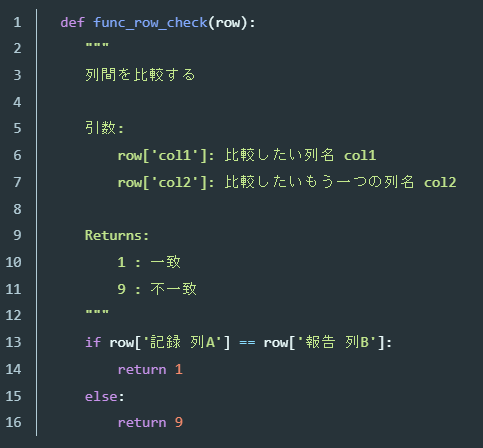 1 def func_row_check(row):
2 """
3 列間を比較する
4
5 引数:
6 row['col1']: 比較したい列名 col1
7 row['col2']: 比較したいもう一つの列名 col2
8
9 Returns:
10 1 : 一致
11 9 : 不一致
12 """
13 if row['記録 列A'] == row['報告 列B']:
14 return 1
15 else:
16 return 9